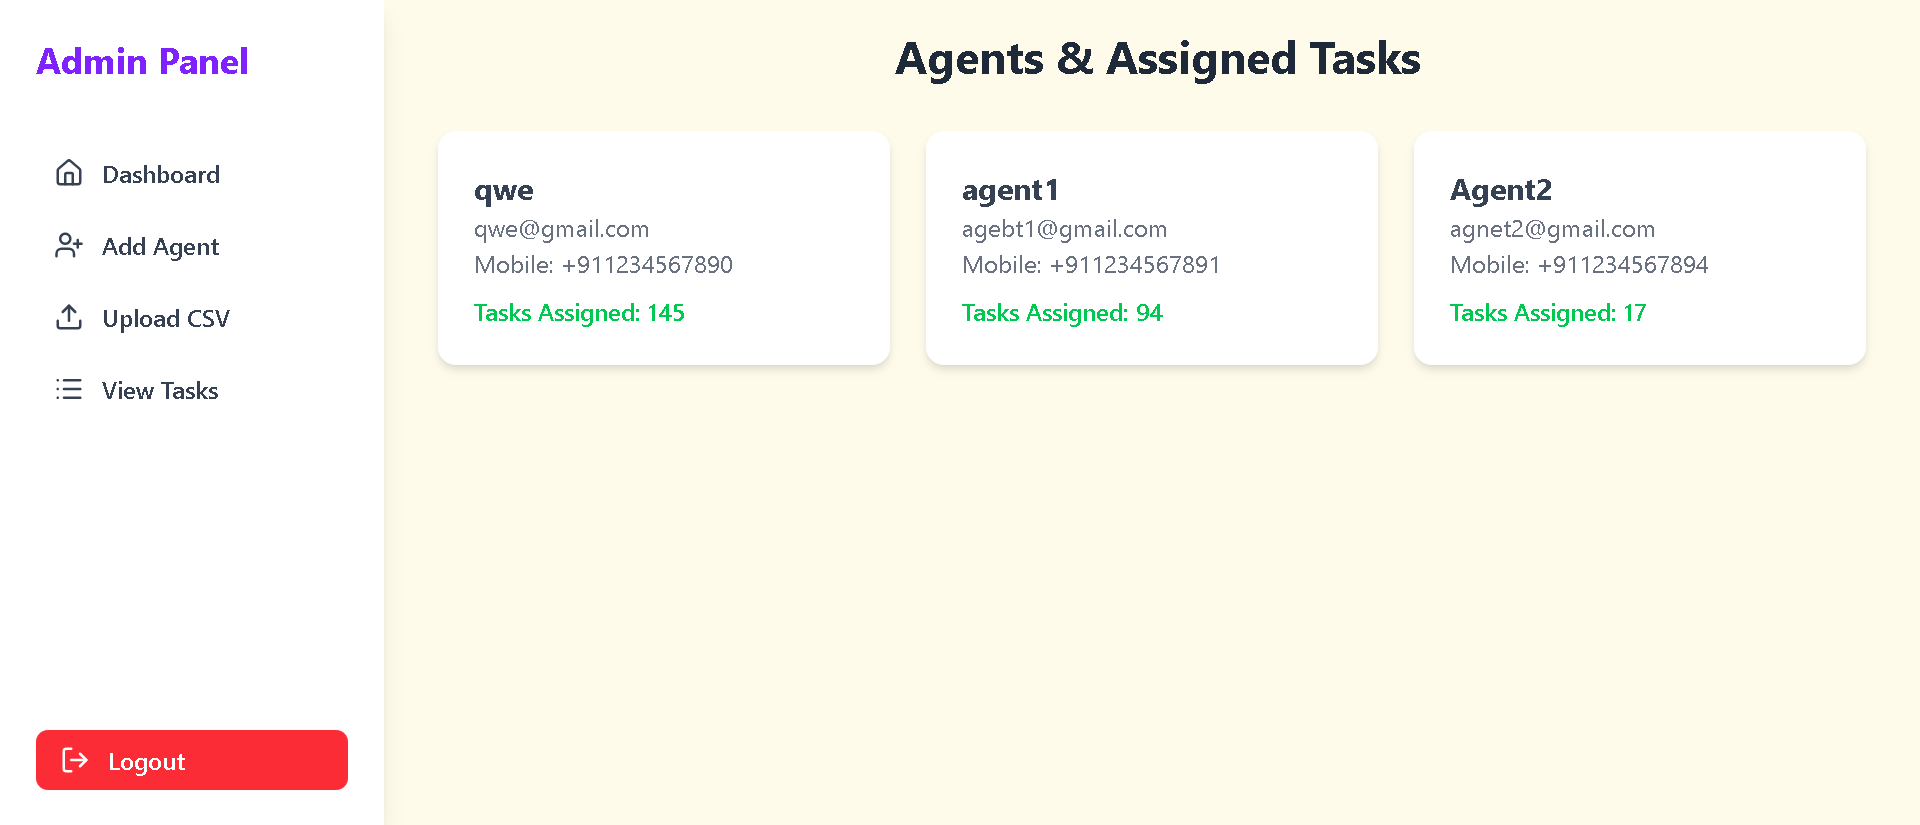 Admin Panel
Dashboard
Add Agent
Upload CSV
View Tasks
Logout
Agents & Assigned Tasks
qwe
qwe@gmail.com
Mobile: +911234567890
Tasks Assigned: 145
agent1
agebt1@gmail.com
Mobile: +911234567891
Tasks Assigned: 94
Agent2
agnet2@gmail.com
Mobile: +911234567894
Tasks Assigned: 17